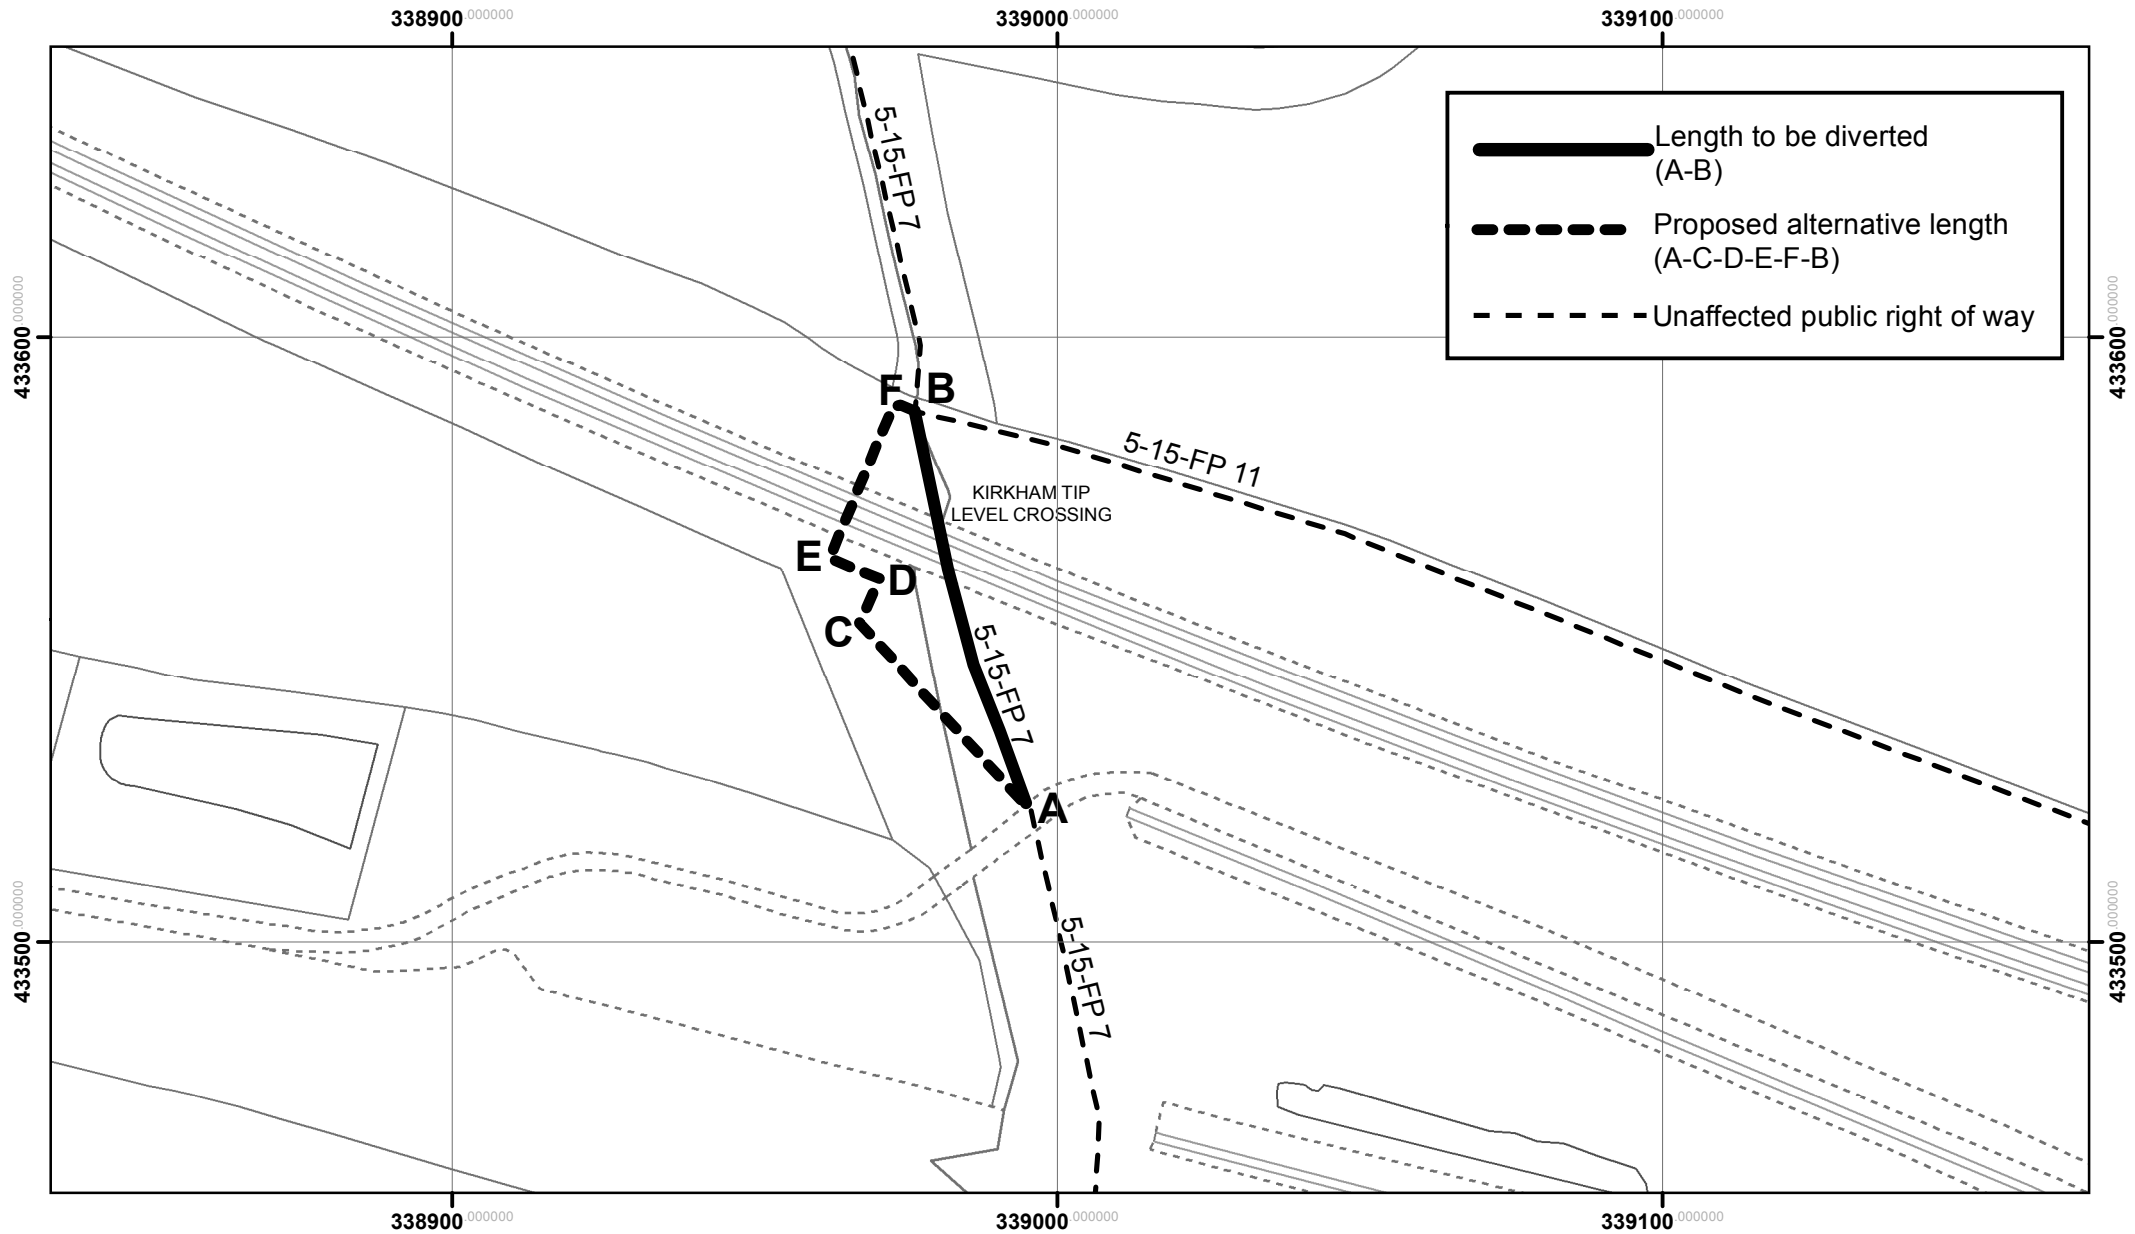 338900.000000
339000.000000
339100.000000
5-15-FP 7
Length to be diverted
(A-B)
Proposed alternative length
(A-C-D-E-F-B)
Unaffected public right of way
433600.000000
433600.000000
F
B
5-15-FP 11
KIRKHAM TIP
LEVEL CROSSING
E
D
C
5-15-FP 7
A
433500.000000
433500.000000
5-15-FP 7
338900.000000
339000.000000
339100.000000